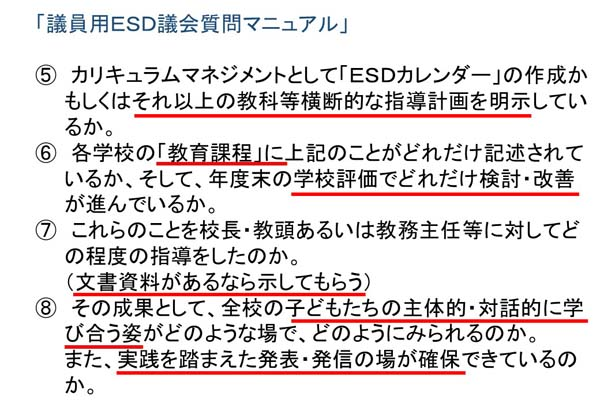 「議員用ESD議会質問マニュアル」
⑤ カリキュラムマネジメントとして「ESDカレンダー」の作成か
もしくはそれ以上の教科等横断的な指導計画を明示してい
るか。
⑥ 各学校の「教育課程」に上記のことがどれだけ記述されて
いるか、そして、年度末の学校評価でどれだけ検討・改善
が進んでいるか。
⑦ これらのことを校長・教頭あるいは教務主任等に対してど
の程度の指導をしたのか。
（文書資料があるなら示してもらう）
⑧ その成果として、全校の子どもたちの主体的・対話的に学
び合う姿がどのような場で、どのようにみられるのか。
また、実践を踏まえた発表・発信の場が確保できているの
か。